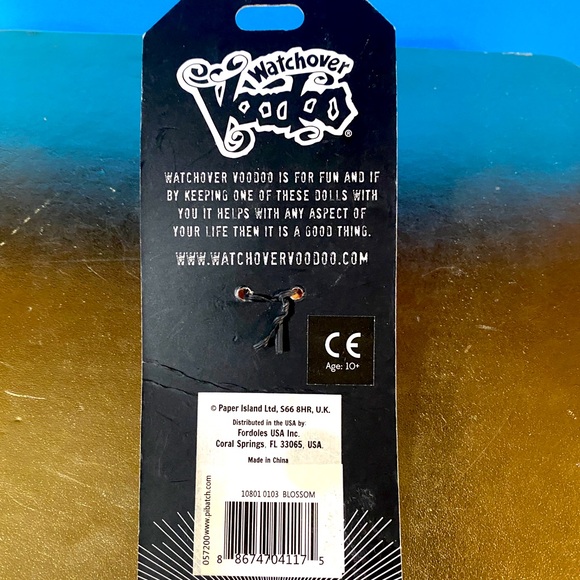 Watchover
Voodoo®
WATCHOVER VOODOO IS FOR FUN AND IF
BY KEEPING ONE OF THESE DOLLS WITH
YOU IT HELPS WITH ANY ASPECT OF
YOUR LIFE THEN IT IS A GOOD THING.
WWW.WATCHOVERVOODOO.COM
CE
Age: 10+
© Paper Island Ltd, S66 8HR, U.K.
Distributed in the USA by:
Fordoles USA Inc.
Coral Springs, FL 33065, USA.
Made in China
10801 0103 BLOSSOM
057200 www.pibatch.com
8 86747 04117 5